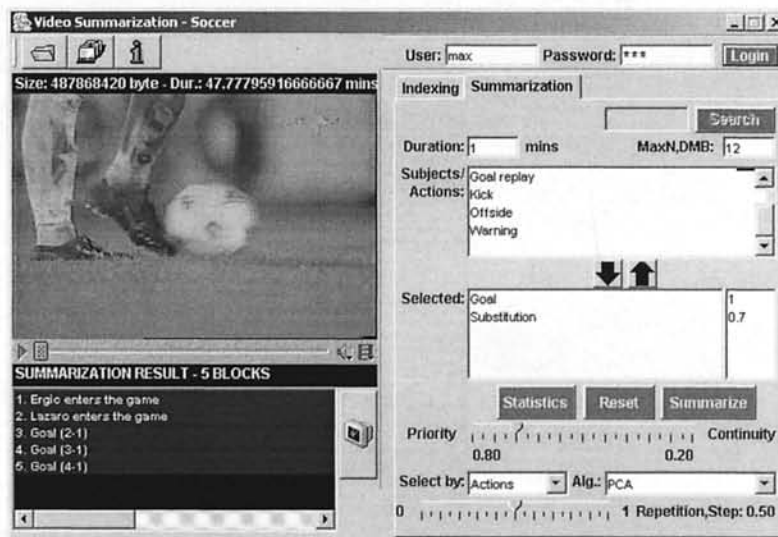 Video Summarization - Soccer
User: max Password: *** Login
Size: 487868420 byte - Dur.: 47.77795916666667 mins
Indexing Summarization
Search
Duration: 1 mins MaxN,DMB: 12
Subjects/
Actions:
Goal replay
Kick
Offside
Warning
Selected:
Goal 1
Substitution 0.7
SUMMARIZATION RESULT - 5 BLOCKS
1. Ergic enters the game
2. Lazaro enters the game
3. Goal (2-1)
4. Goal (3-1)
5. Goal (4-1)
Statistics Reset Summarize
Priority Continuity
0.80 0.20
Select by: Actions Alg.: PCA
0 1 Repetition,Step: 0.50